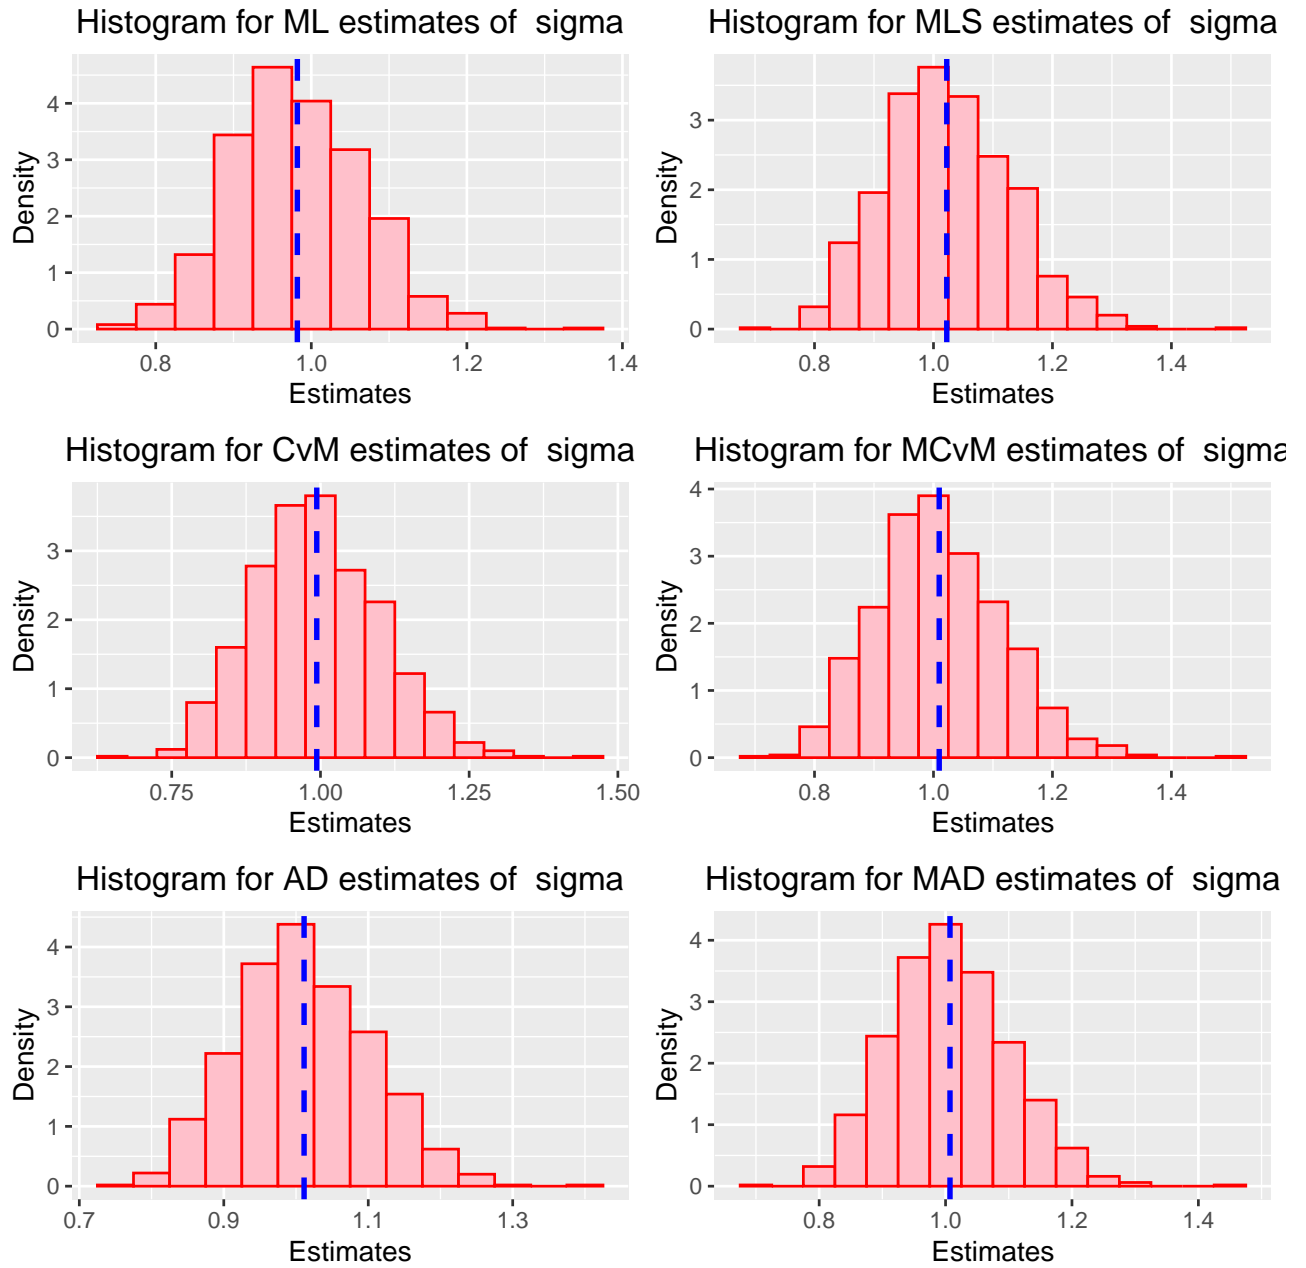 Histogram for ML estimates of  sigma
Density
4
3
2
1
0
0.8
1.0
1.2
1.4
Estimates
Histogram for MLS estimates of  sigma
Density
3
2
1
0
0.8
1.0
1.2
1.4
Estimates
Histogram for CvM estimates of  sigma
Density
3
2
1
0
0.75
1.00
1.25
1.50
Estimates
Histogram for MCvM estimates of  sigma
Density
4
3
2
1
0
0.8
1.0
1.2
1.4
Estimates
Histogram for AD estimates of  sigma
Density
4
3
2
1
0
0.7
0.9
1.1
1.3
Estimates
Histogram for MAD estimates of  sigma
Density
4
3
2
1
0
0.8
1.0
1.2
1.4
Estimates